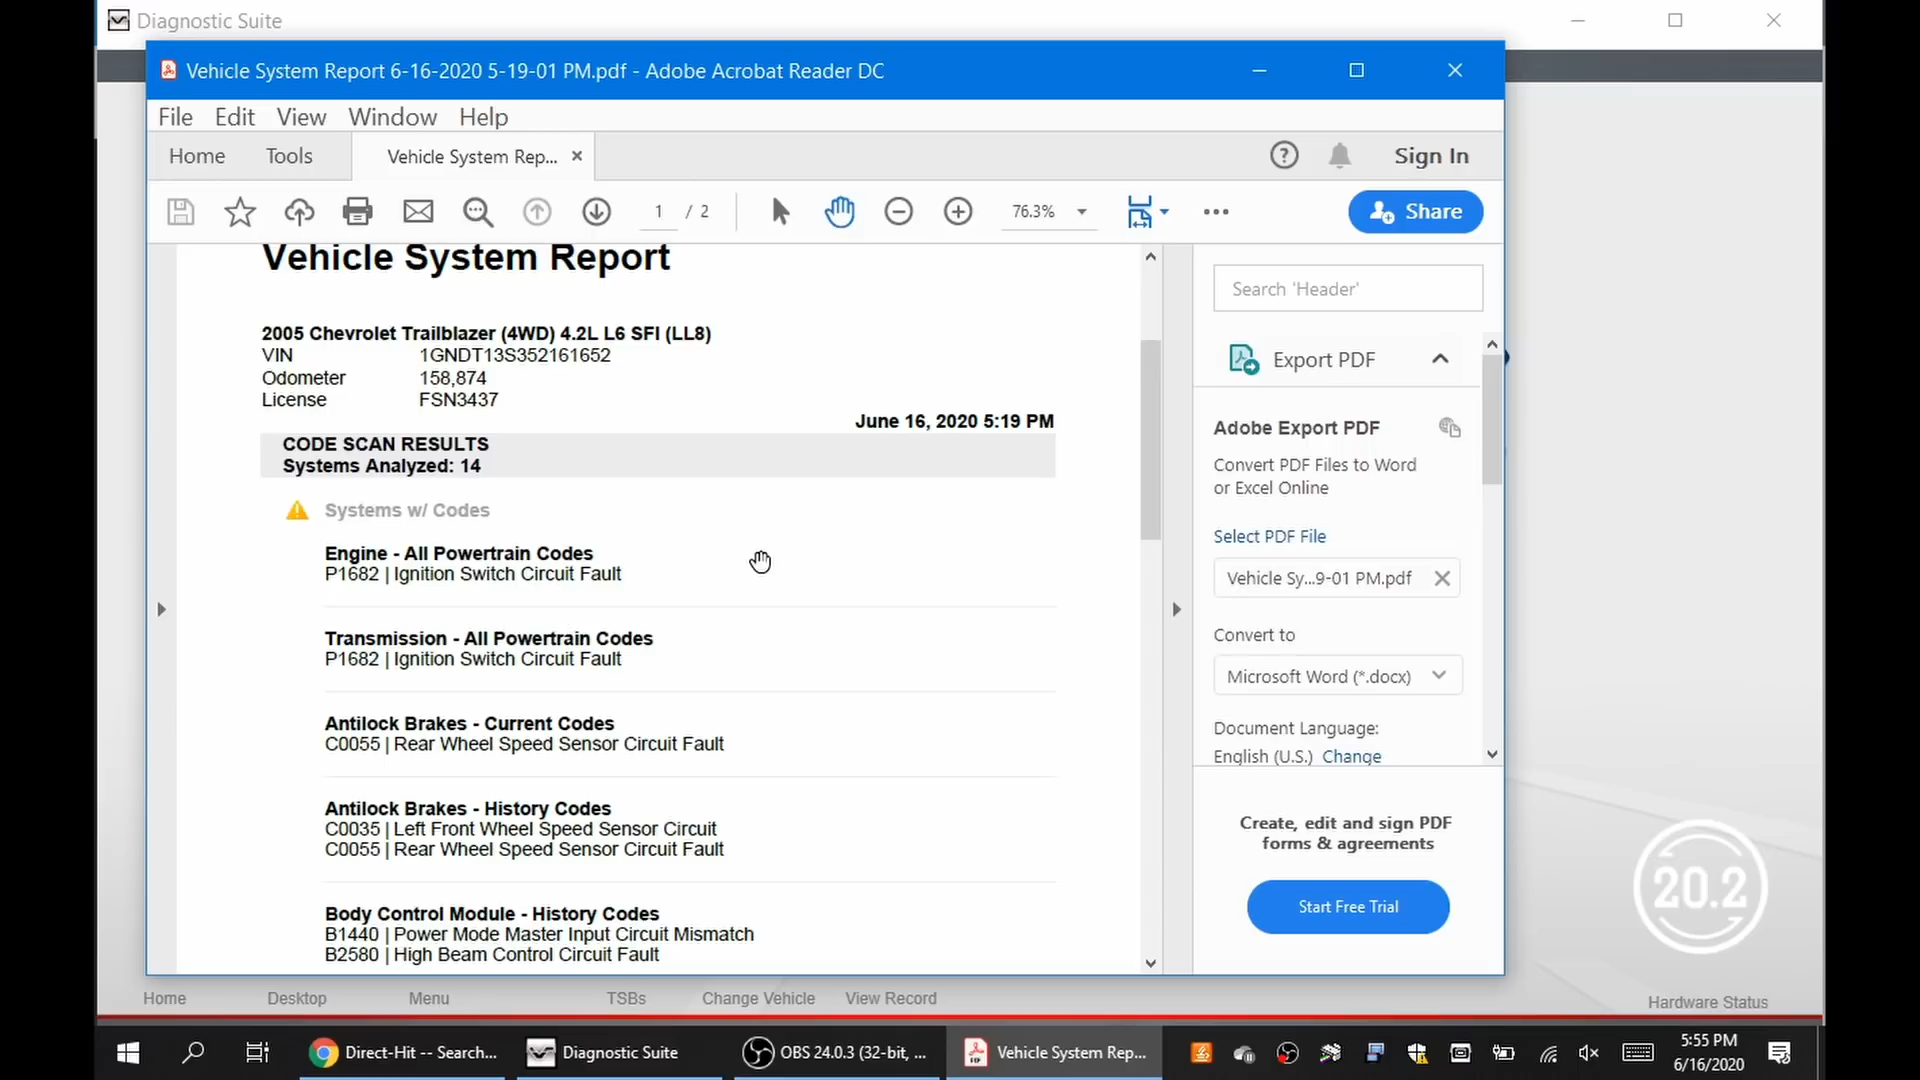 Diagnostic Suite
Vehicle System Report 6-16-2020 5-19-01 PM.pdf - Adobe Acrobat Reader DC
File Edit View Window Help
Home Tools Vehicle System Rep... Sign In
1 / 2 76.3% Share
Vehicle System Report
2005 Chevrolet Trailblazer (4WD) 4.2L L6 SFI (LL8)
VIN 1GNDT13S352161652
Odometer 158,874
License FSN3437
June 16, 2020 5:19 PM
CODE SCAN RESULTS
Systems Analyzed: 14
Systems w/ Codes
Engine - All Powertrain Codes
P1682 | Ignition Switch Circuit Fault
Transmission - All Powertrain Codes
P1682 | Ignition Switch Circuit Fault
Antilock Brakes - Current Codes
C0055 | Rear Wheel Speed Sensor Circuit Fault
Antilock Brakes - History Codes
C0035 | Left Front Wheel Speed Sensor Circuit
C0055 | Rear Wheel Speed Sensor Circuit Fault
Body Control Module - History Codes
B1440 | Power Mode Master Input Circuit Mismatch
B2580 | High Beam Control Circuit Fault
Search 'Header'
Export PDF
Adobe Export PDF
Convert PDF Files to Word
or Excel Online
Select PDF File
Vehicle Sy...9-01 PM.pdf
Convert to
Microsoft Word (*.docx)
Document Language:
English (U.S.) Change
Create, edit and sign PDF
forms & agreements
Start Free Trial
20.2
Home Desktop Menu TSBs Change Vehicle View Record Hardware Status
Direct-Hit -- Search... Diagnostic Suite OBS 24.0.3 (32-bit, ... Vehicle System Rep...
5:55 PM
6/16/2020